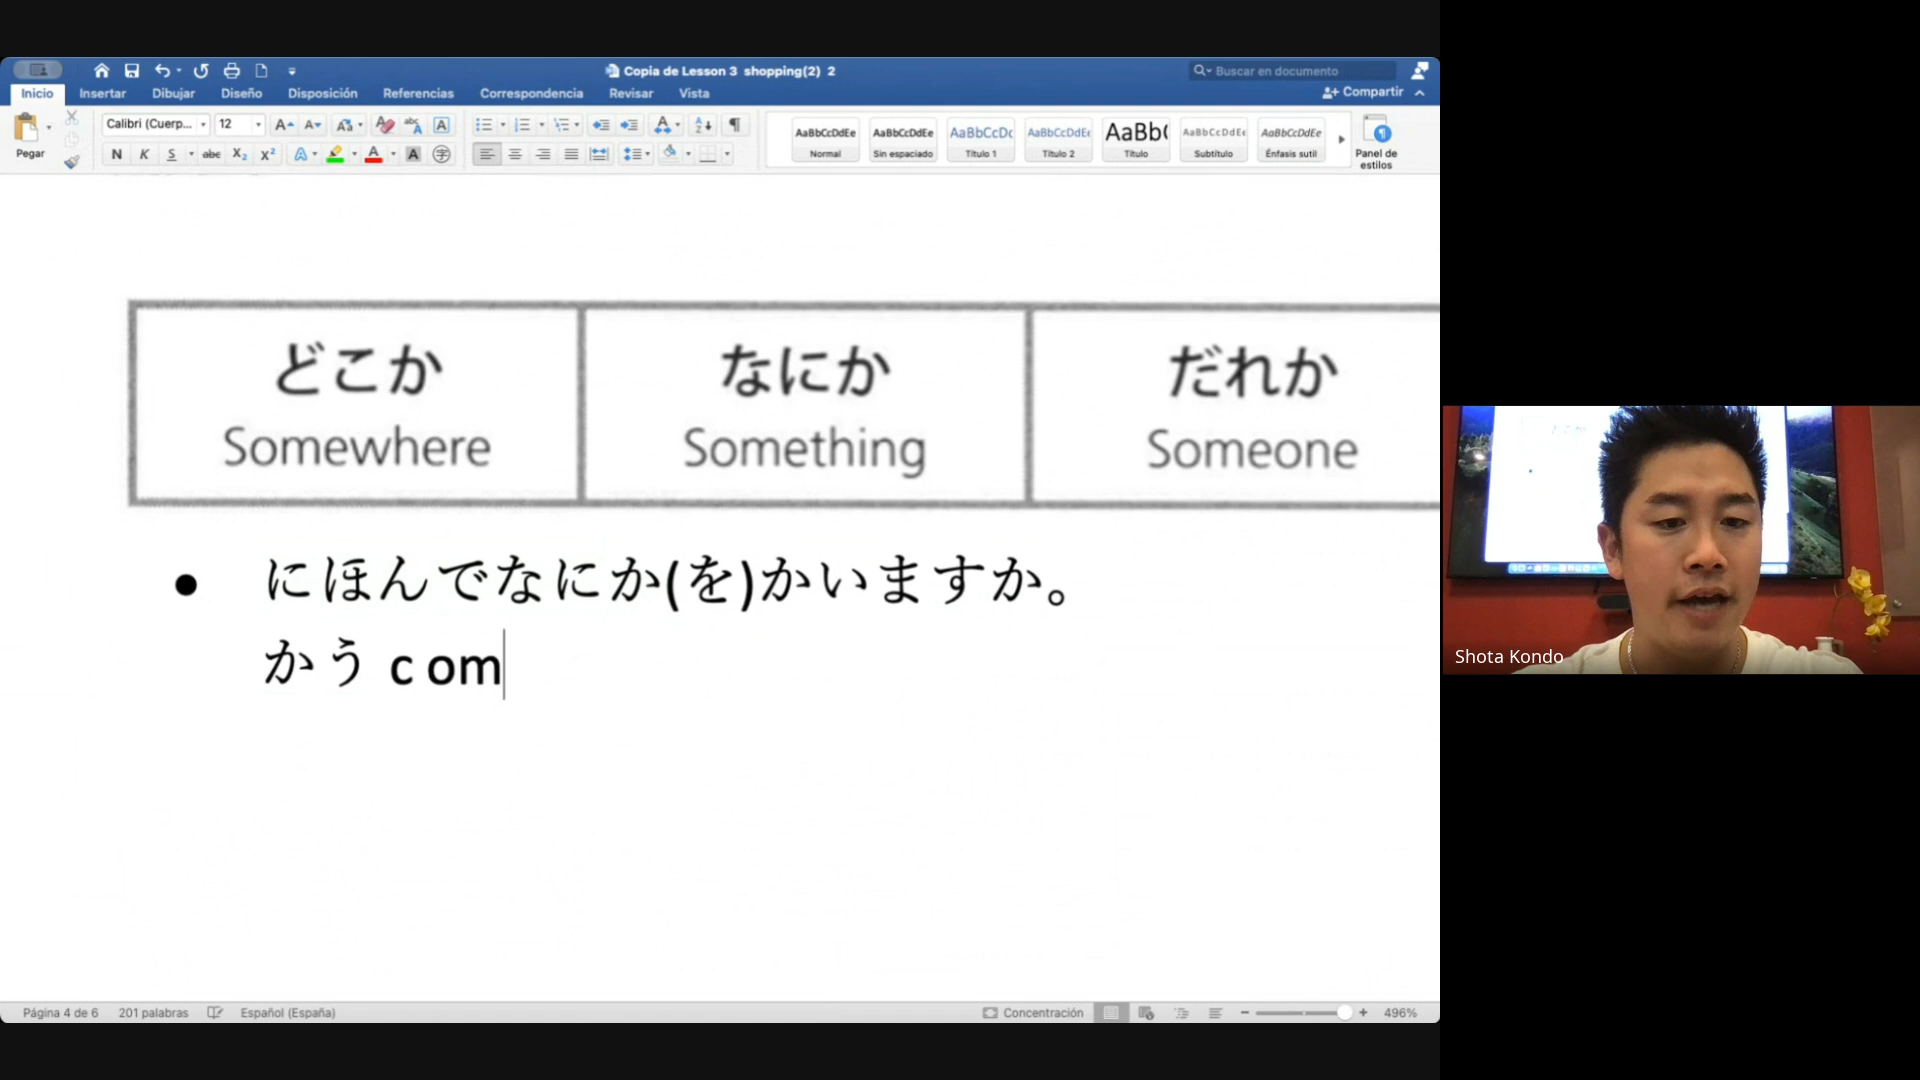 Copia de Lesson 3 shopping(2) 2
Buscar en documento
Inicio Insertar Dibujar Diseño Disposición Referencias Correspondencia Revisar Vista
Compartir
Pegar
Calibri (Cuerp... 12
N K S abc X₂ X²
AaBbCcDdEe Normal
AaBbCcDdEe Sin espaciado
AaBbCcDc Título 1
AaBbCcDdEe Título 2
AaBb( Título
AaBbCcDdEe Subtítulo
AaBbCcDdEe Énfasis sutil
Panel de estilos
どこか なにか だれか
Somewhere Something Someone
● にほんでなにか(を)かいますか。
かう c om
Shota Kondo
Página 4 de 6 201 palabras Español (España) Concentración 496%